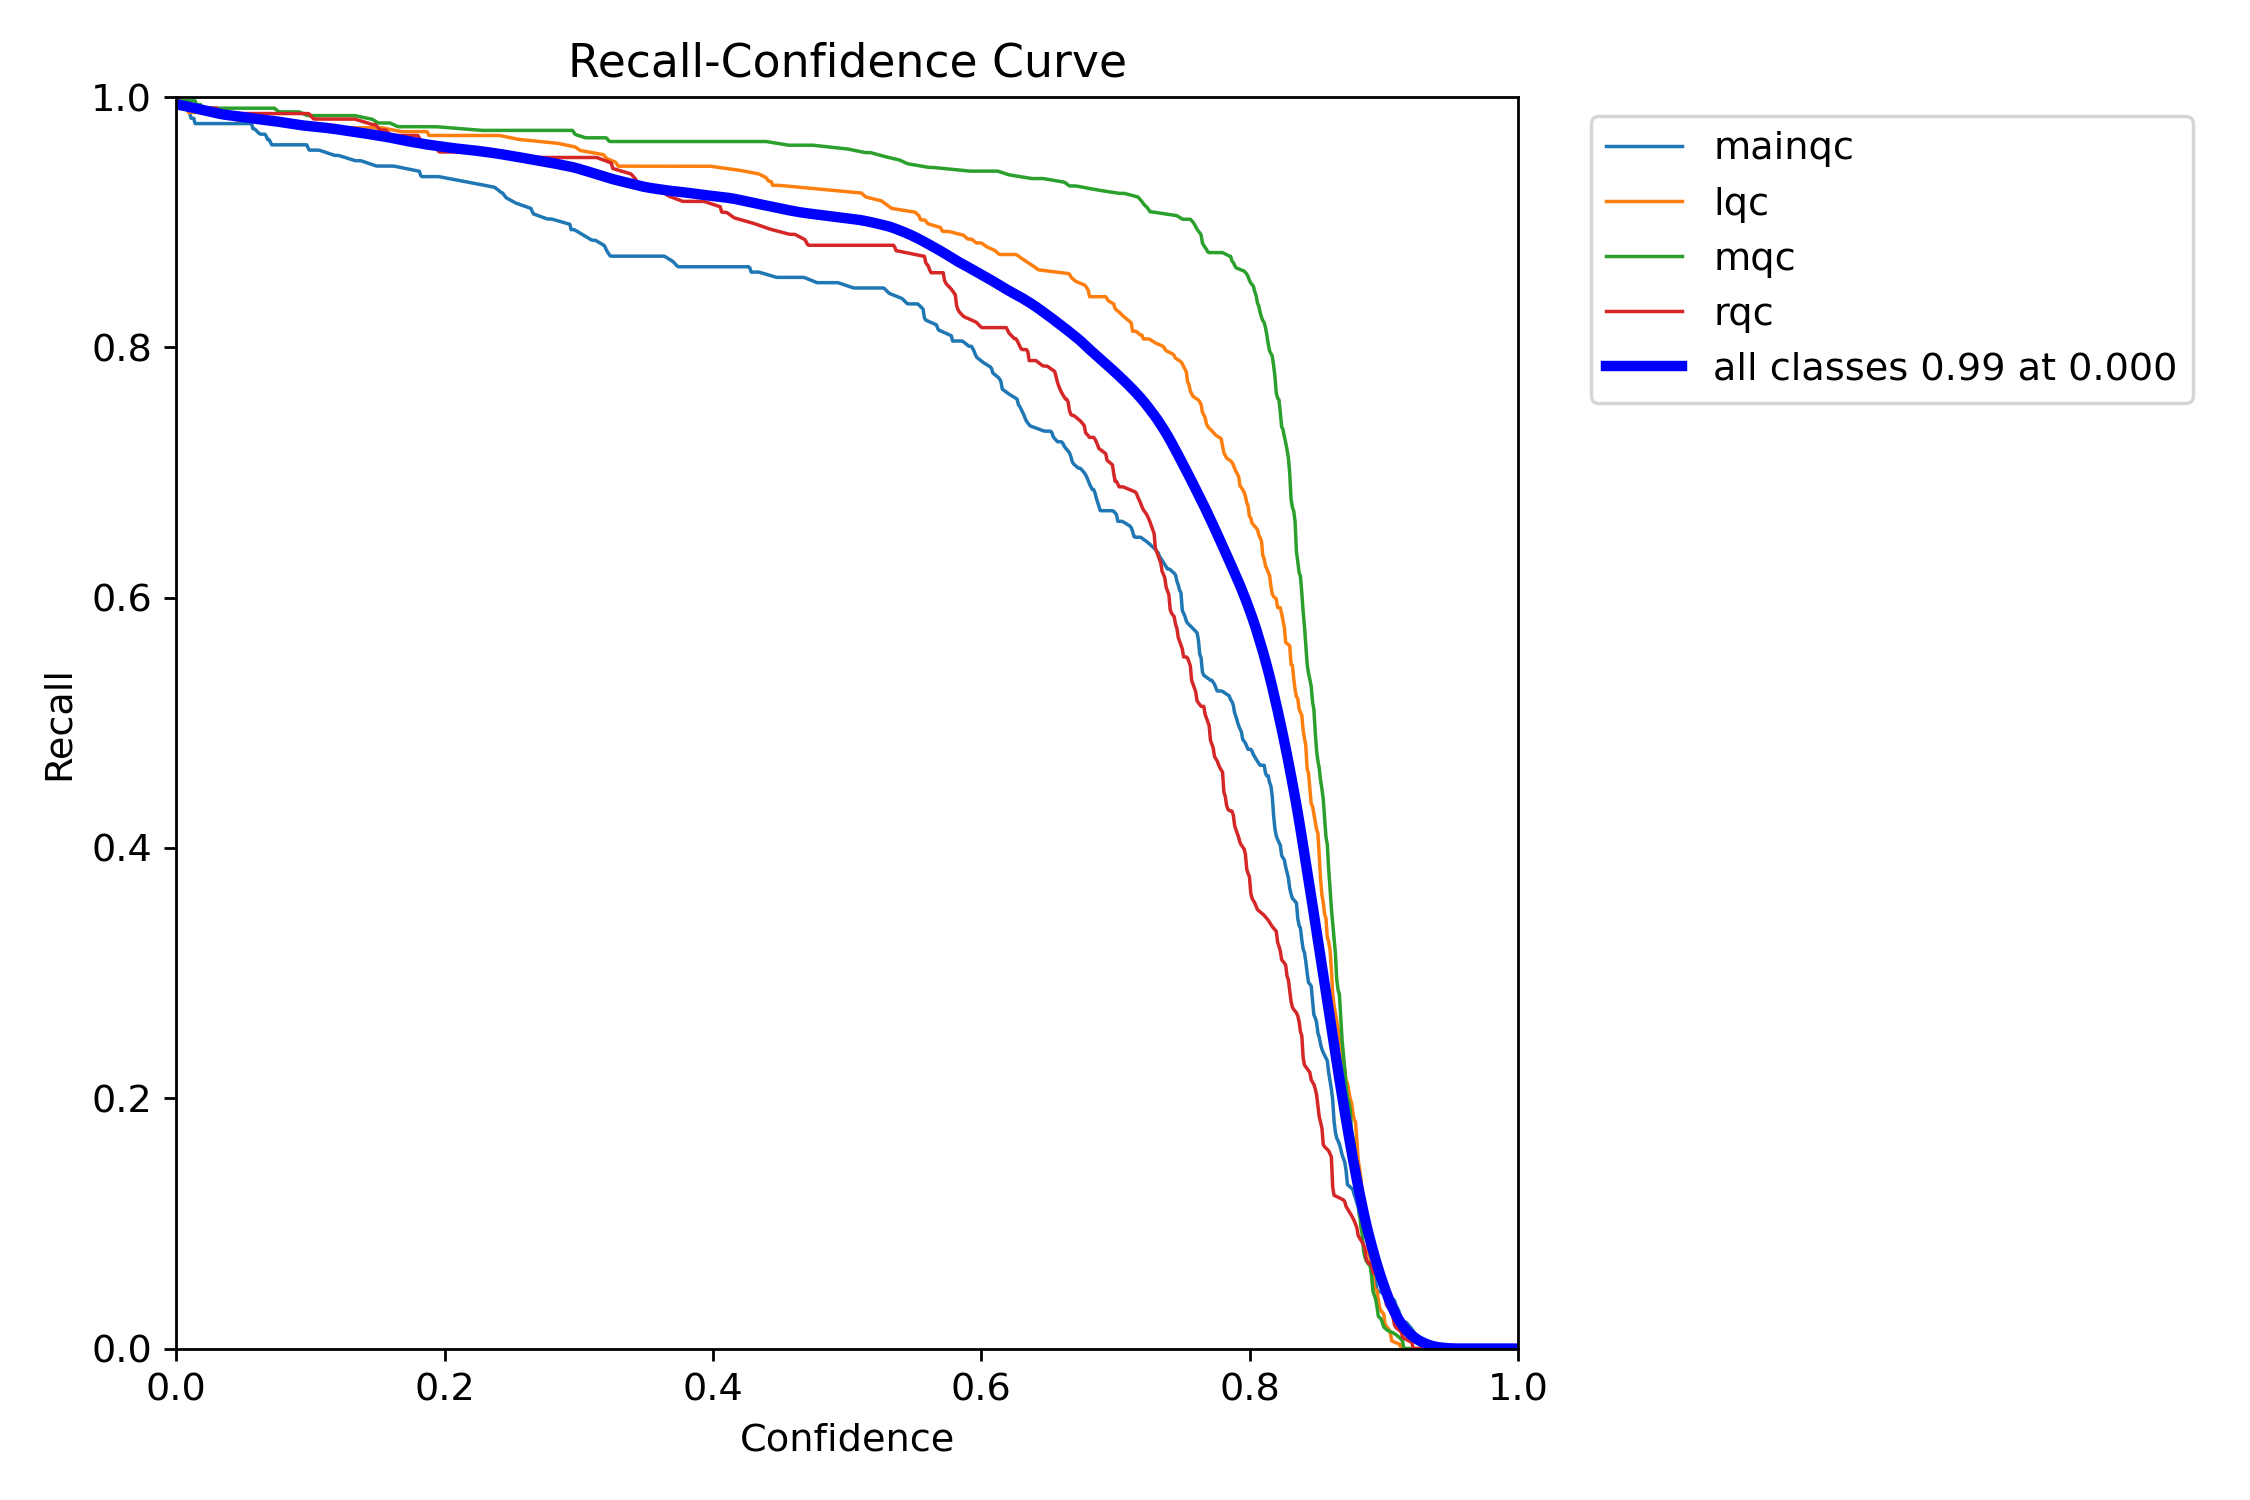 Recall-Confidence Curve
1.0
0.8
0.6
0.4
0.2
0.0
Recall
0.0 0.2 0.4 0.6 0.8 1.0
Confidence
mainqc
lqc
mqc
rqc
all classes 0.99 at 0.000